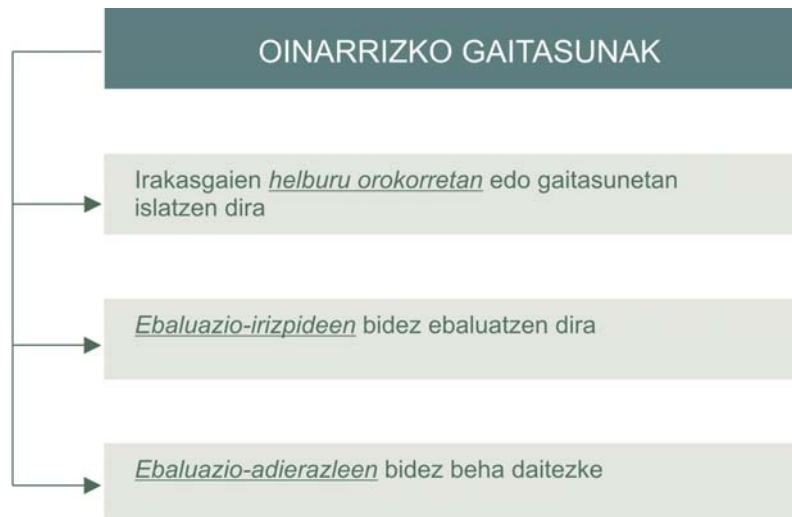 OINARRIZKO GAITASUNAK
Irakasgaien helburu orokorretan edo gaitasunetan
islatzen dira
Ebaluazio-irizpideen bidez ebaluatzen dira
Ebaluazio-adierazleen bidez beha daitezke